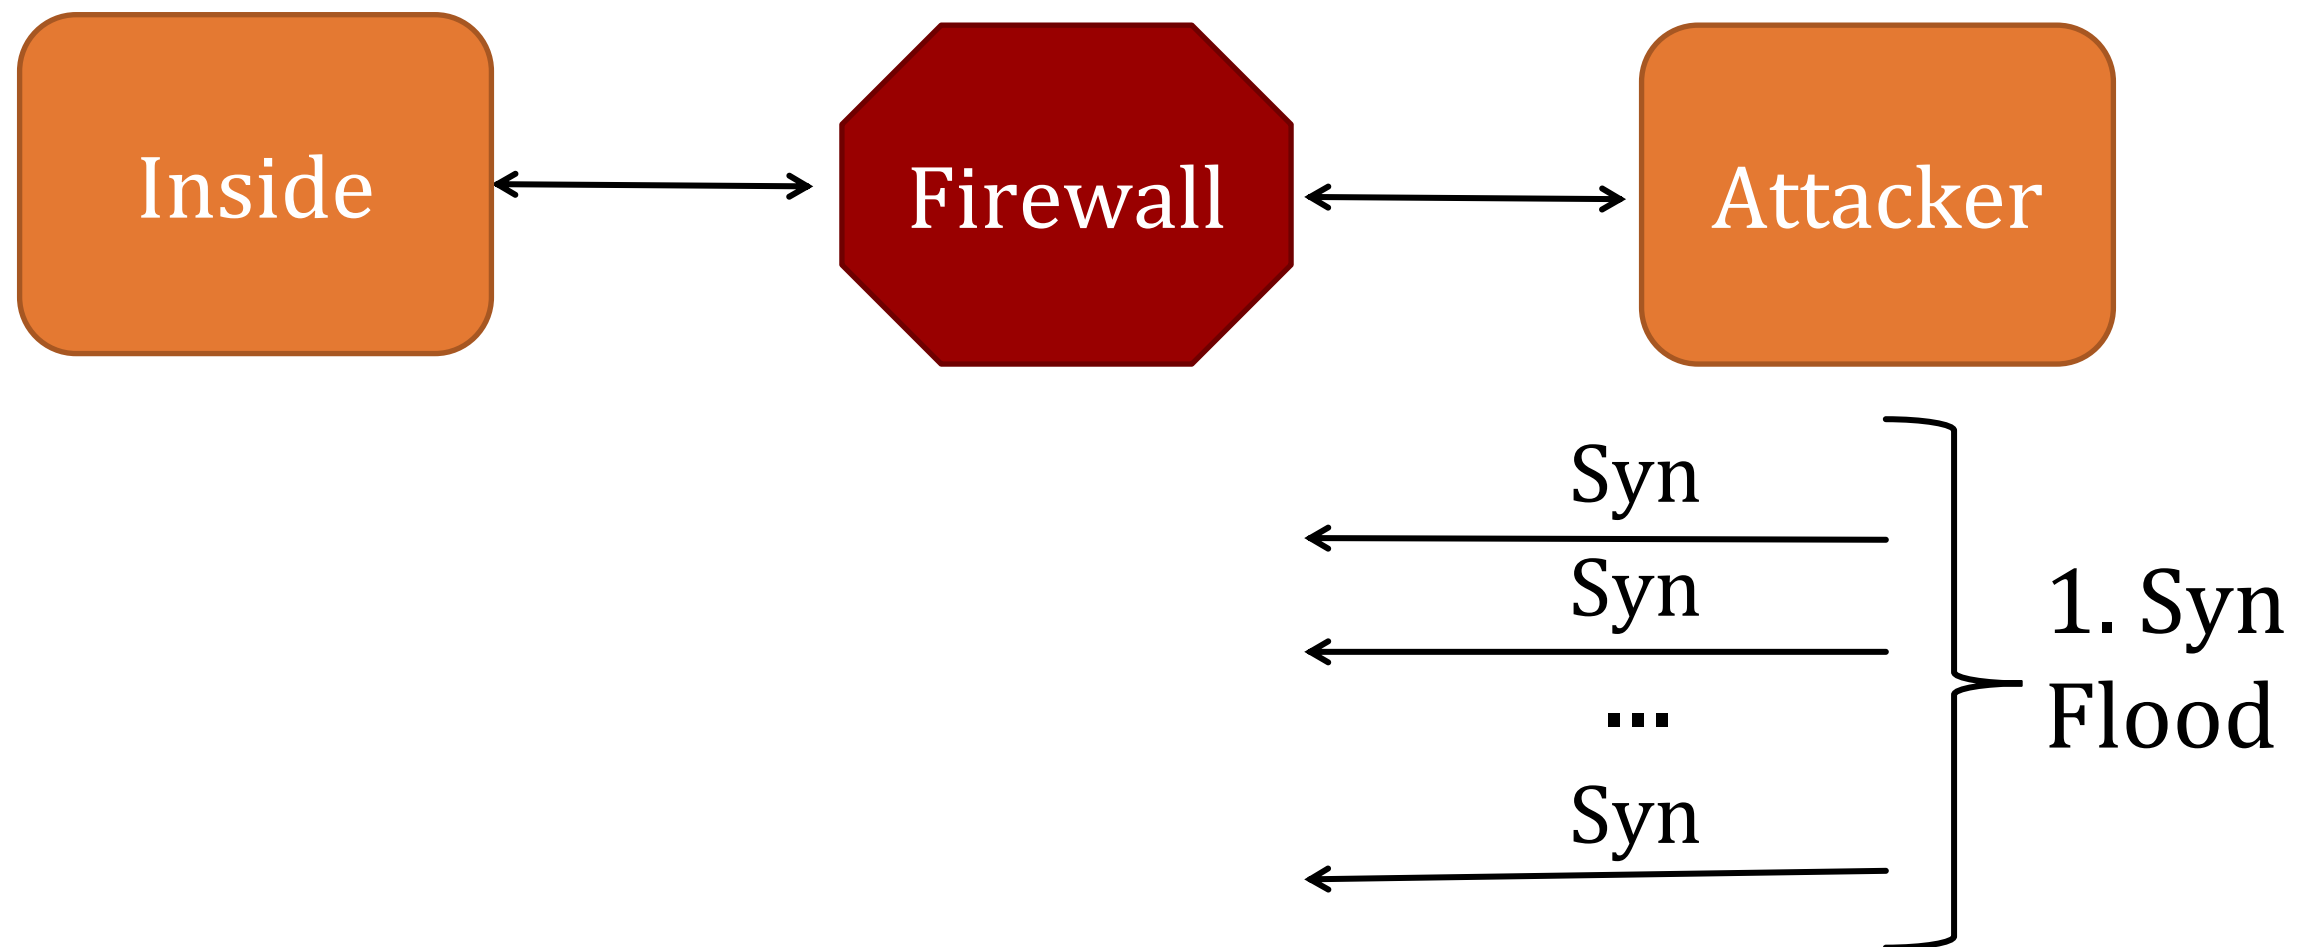 Inside
Firewall
Attacker
Syn
Syn
...
Syn
1. Syn
Flood